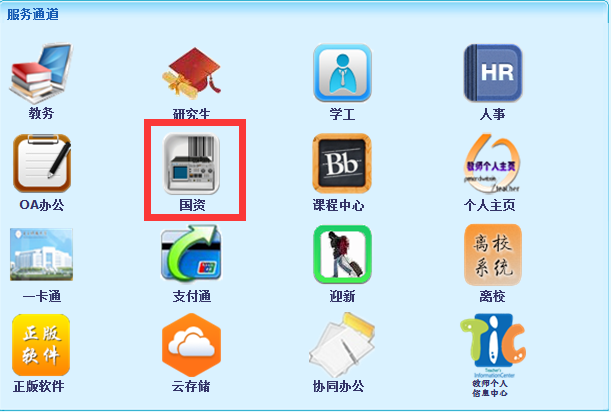 服务通道
教务
研究生
学工
HR
人事
OA办公
国资
Bb
课程中心
教师个人主页
/teacher
个人主页
一卡通
支付通
迎新
离校
系统
离校
正版
软件
正版软件
云存储
协同办公
TiC
Teacher's
InformationCenter
教师个人
信息中心